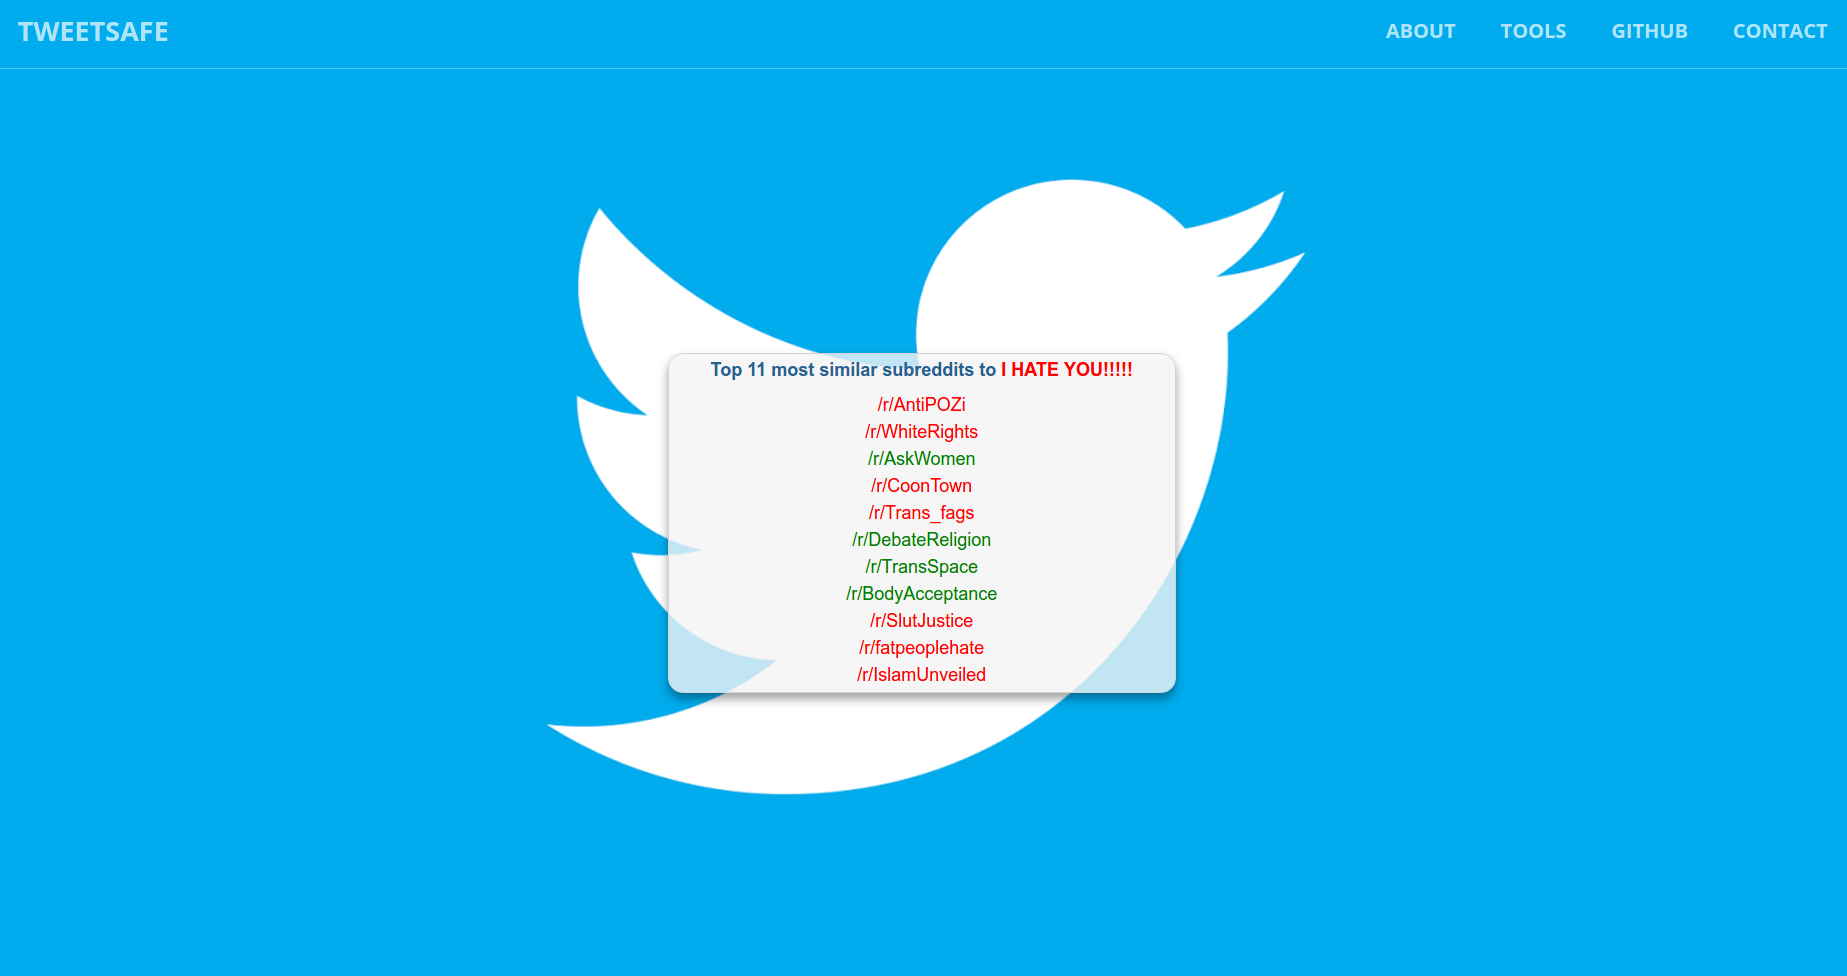 TWEETSAFE
ABOUT TOOLS GITHUB CONTACT
Top 11 most similar subreddits to I HATE YOU!!!!!
/r/AntiPOZi
/r/WhiteRights
/r/AskWomen
/r/CoonTown
/r/Trans_fags
/r/DebateReligion
/r/TransSpace
/r/BodyAcceptance
/r/SlutJustice
/r/fatpeoplehate
/r/IslamUnveiled